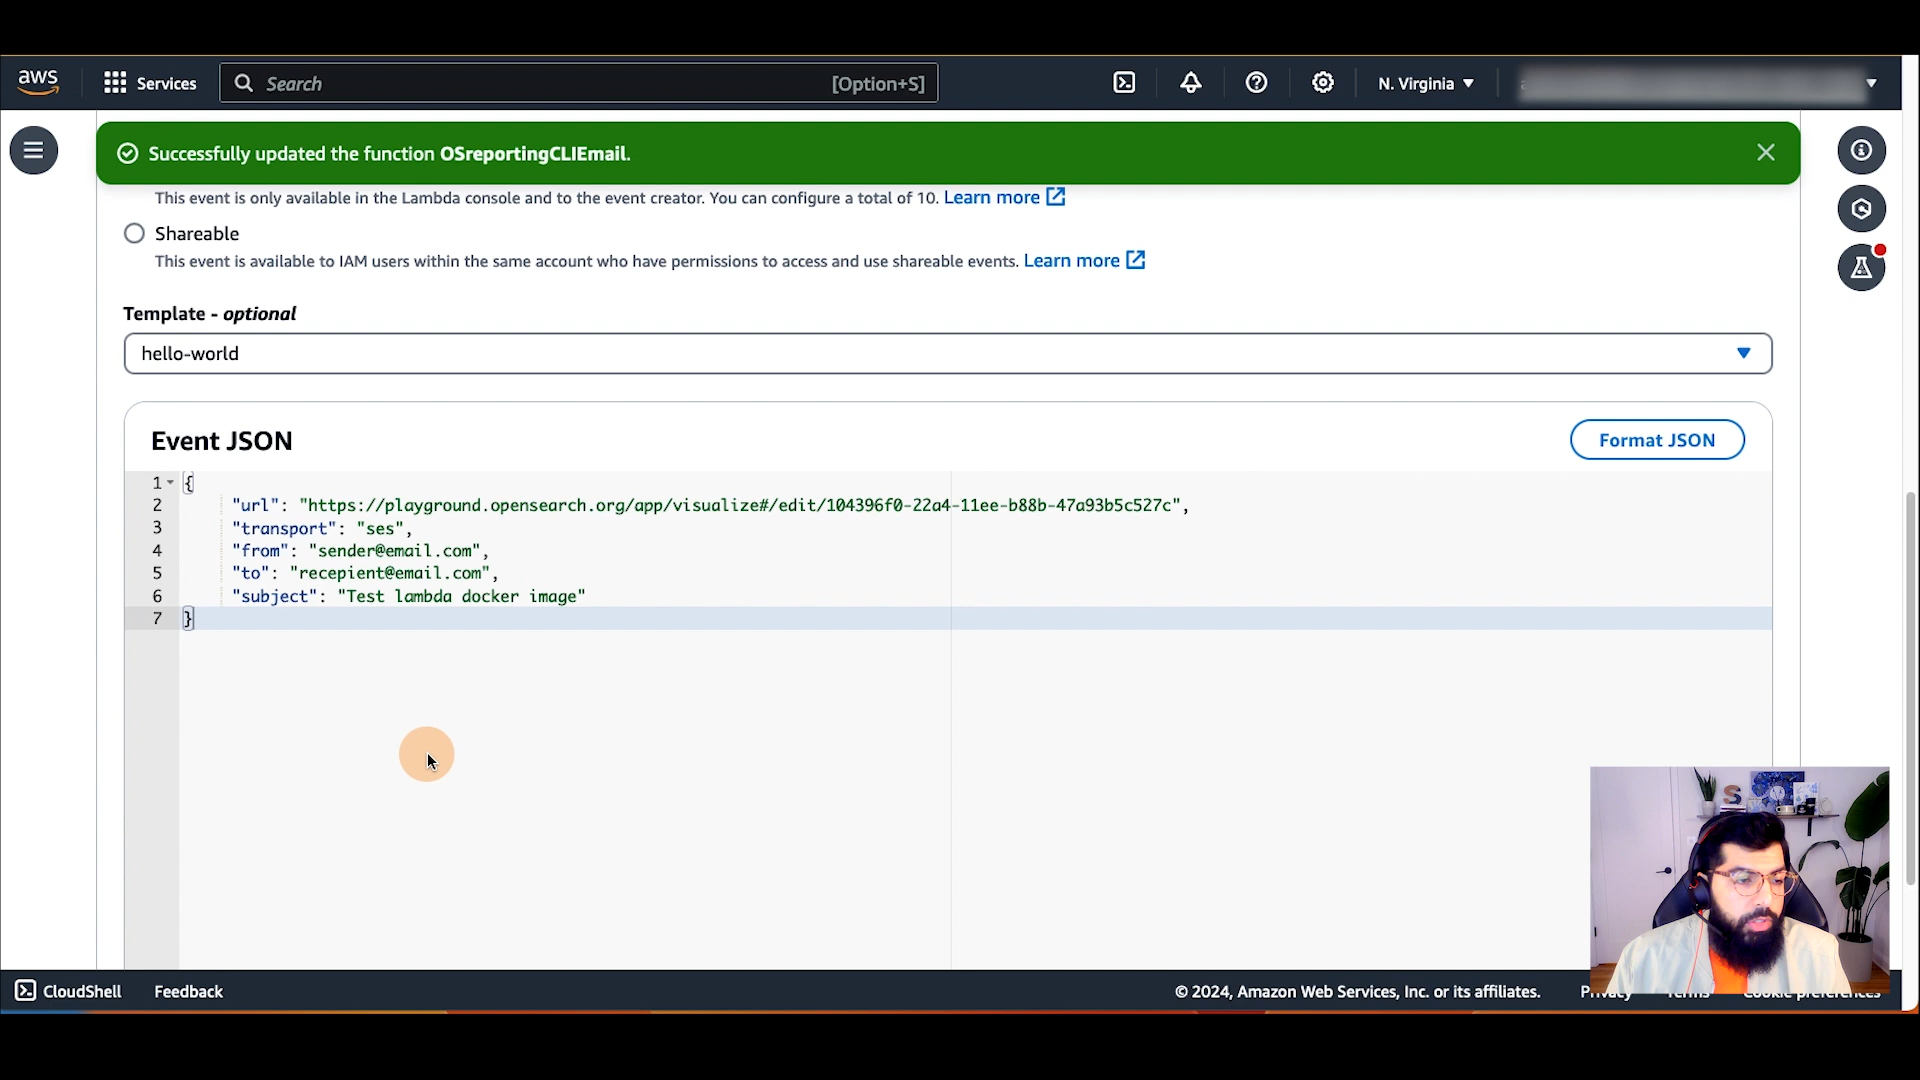 aws
Services
Search
[Option+S]
N. Virginia
Successfully updated the function OSreportingCLIEmail.
This event is only available in the Lambda console and to the event creator. You can configure a total of 10. Learn more
Shareable
This event is available to IAM users within the same account who have permissions to access and use shareable events. Learn more
Template - optional
hello-world
Event JSON
Format JSON
1 {
2 "url": "https://playground.opensearch.org/app/visualize#/edit/104396f0-22a4-11ee-b88b-47a93b5c527c",
3 "transport": "ses",
4 "from": "sender@email.com",
5 "to": "recepient@email.com",
6 "subject": "Test lambda docker image"
7 }
CloudShell
Feedback
© 2024, Amazon Web Services, Inc. or its affiliates.
Privacy
Terms
Cookie preferences